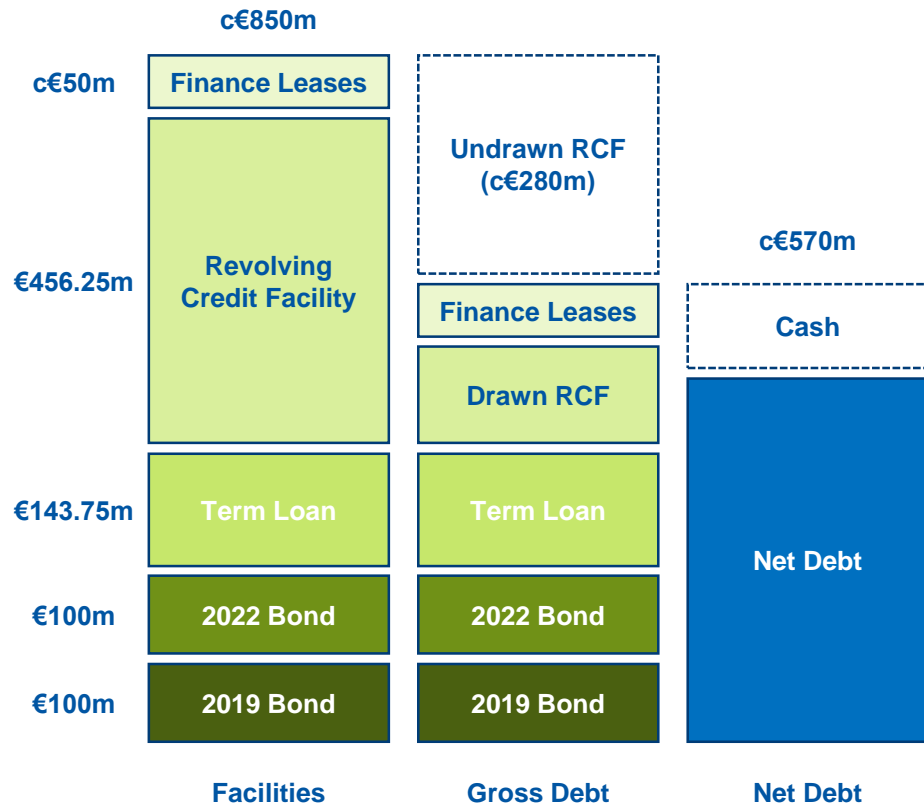 c€850m
c€50m
Finance Leases
Undrawn RCF
(c€280m)
c€570m
€456.25m
Revolving
Credit Facility
Finance Leases
Cash
Drawn RCF
€143.75m
Term Loan
Term Loan
Net Debt
€100m
2022 Bond
2022 Bond
€100m
2019 Bond
2019 Bond
Facilities
Gross Debt
Net Debt